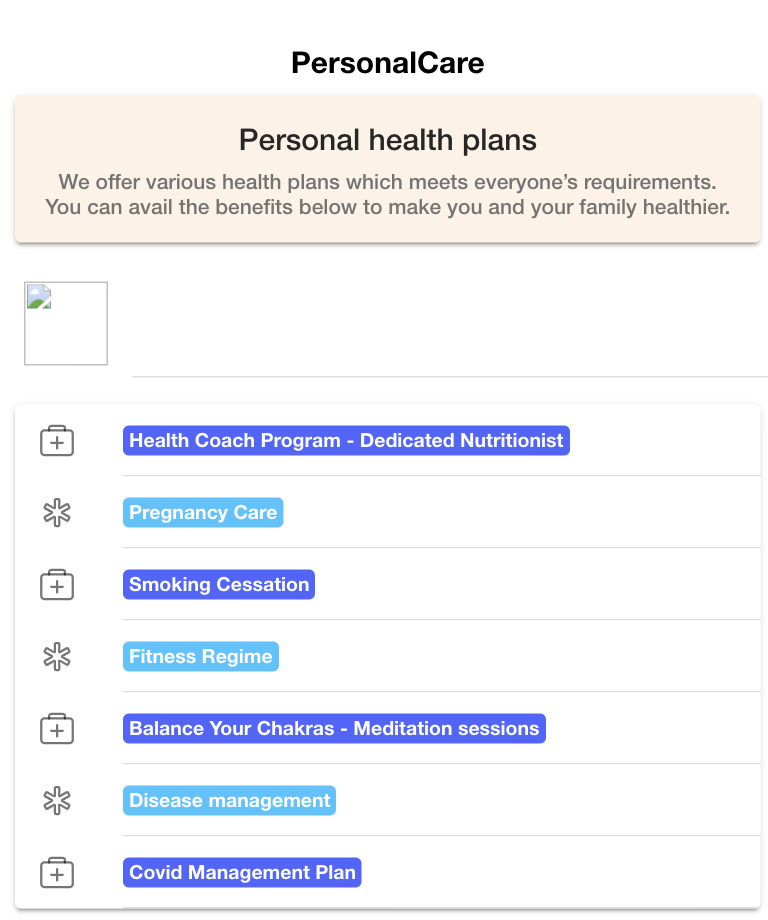 PersonalCare
Personal health plans
We offer various health plans which meets everyone’s requirements.
You can avail the benefits below to make you and your family healthier.
Health Coach Program - Dedicated Nutritionist
Pregnancy Care
Smoking Cessation
Fitness Regime
Balance Your Chakras - Meditation sessions
Disease management
Covid Management Plan